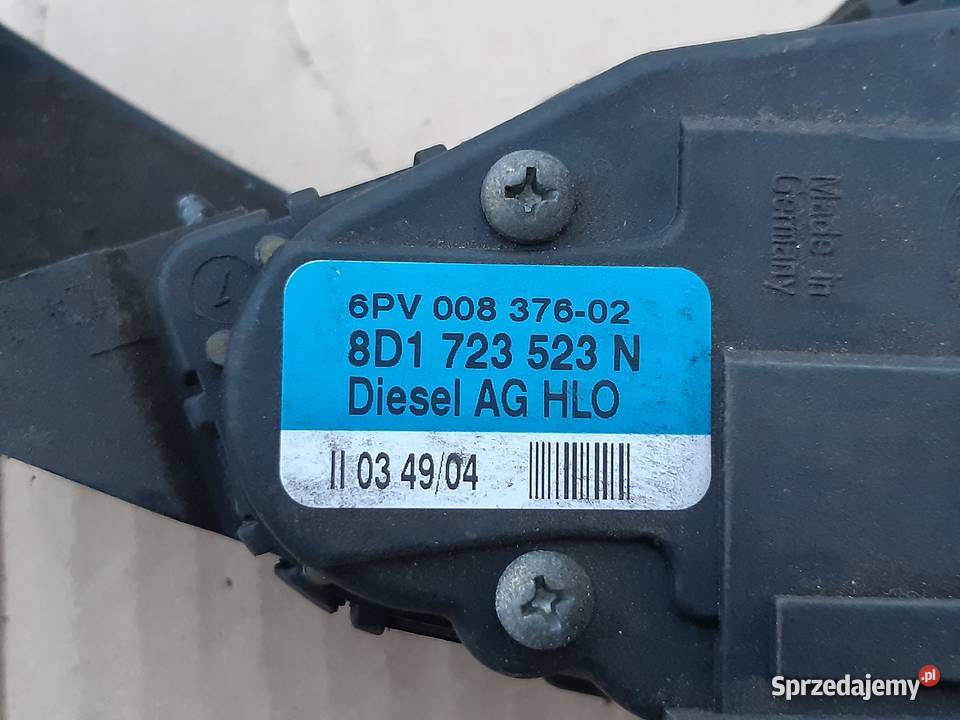 6PV 008 376-02
8D1 723 523 N
Diesel AG HLO
II 03 49/04
Made in
Germany
1
Sprzedajemy.pl